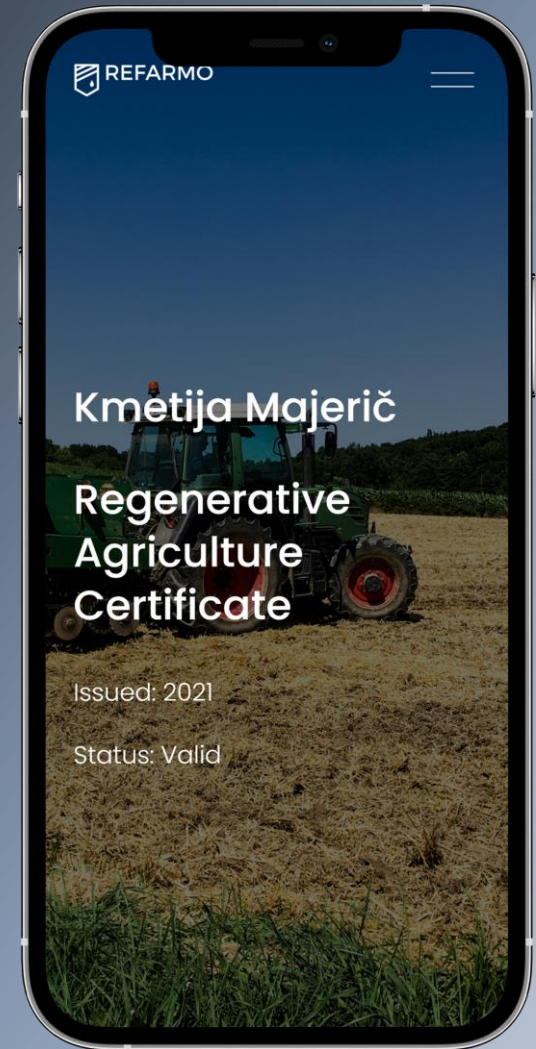 REFARMO
Kmetija Majerič
Regenerative
Agriculture
Certificate
Issued: 2021
Status: Valid